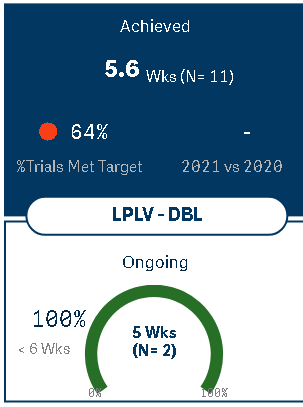 Achieved
5.6 Wks (N= 11)
64% -
%Trials Met Target 2021 vs 2020
LPLV - DBL
Ongoing
100%
< 6 Wks
5 Wks
(N= 2)
0% 100%